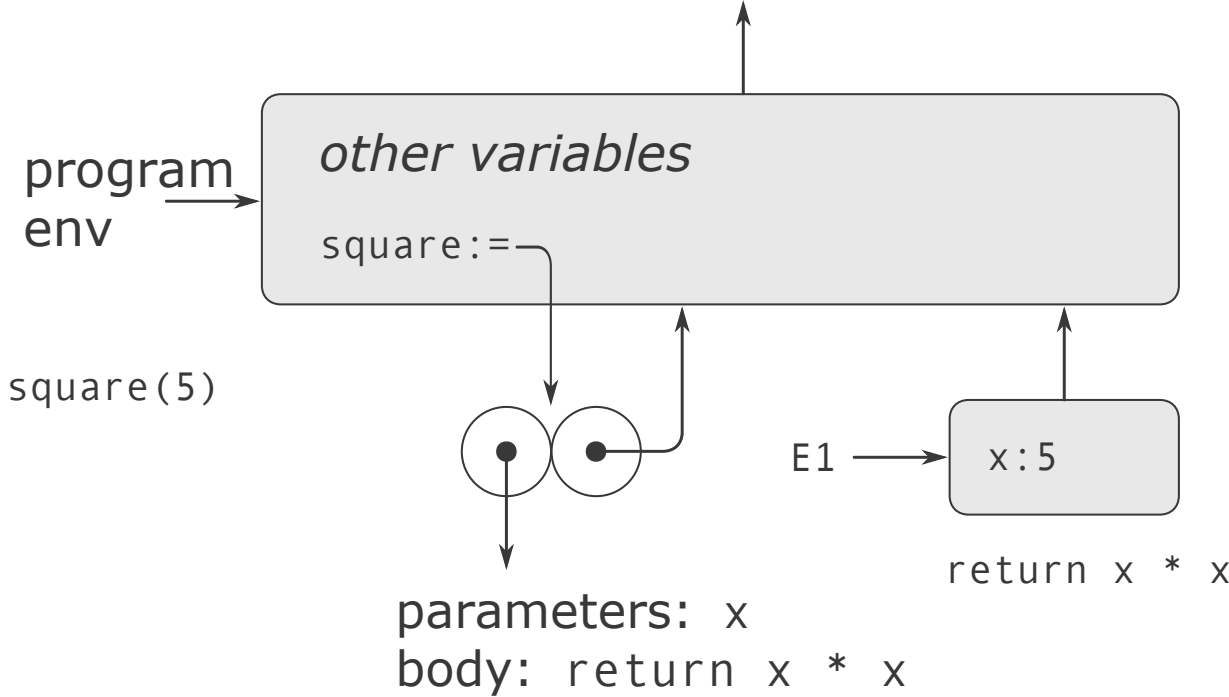 program
env
other variables
square:=
square(5)
E1
x:5
return x * x
parameters: x
body: return x * x